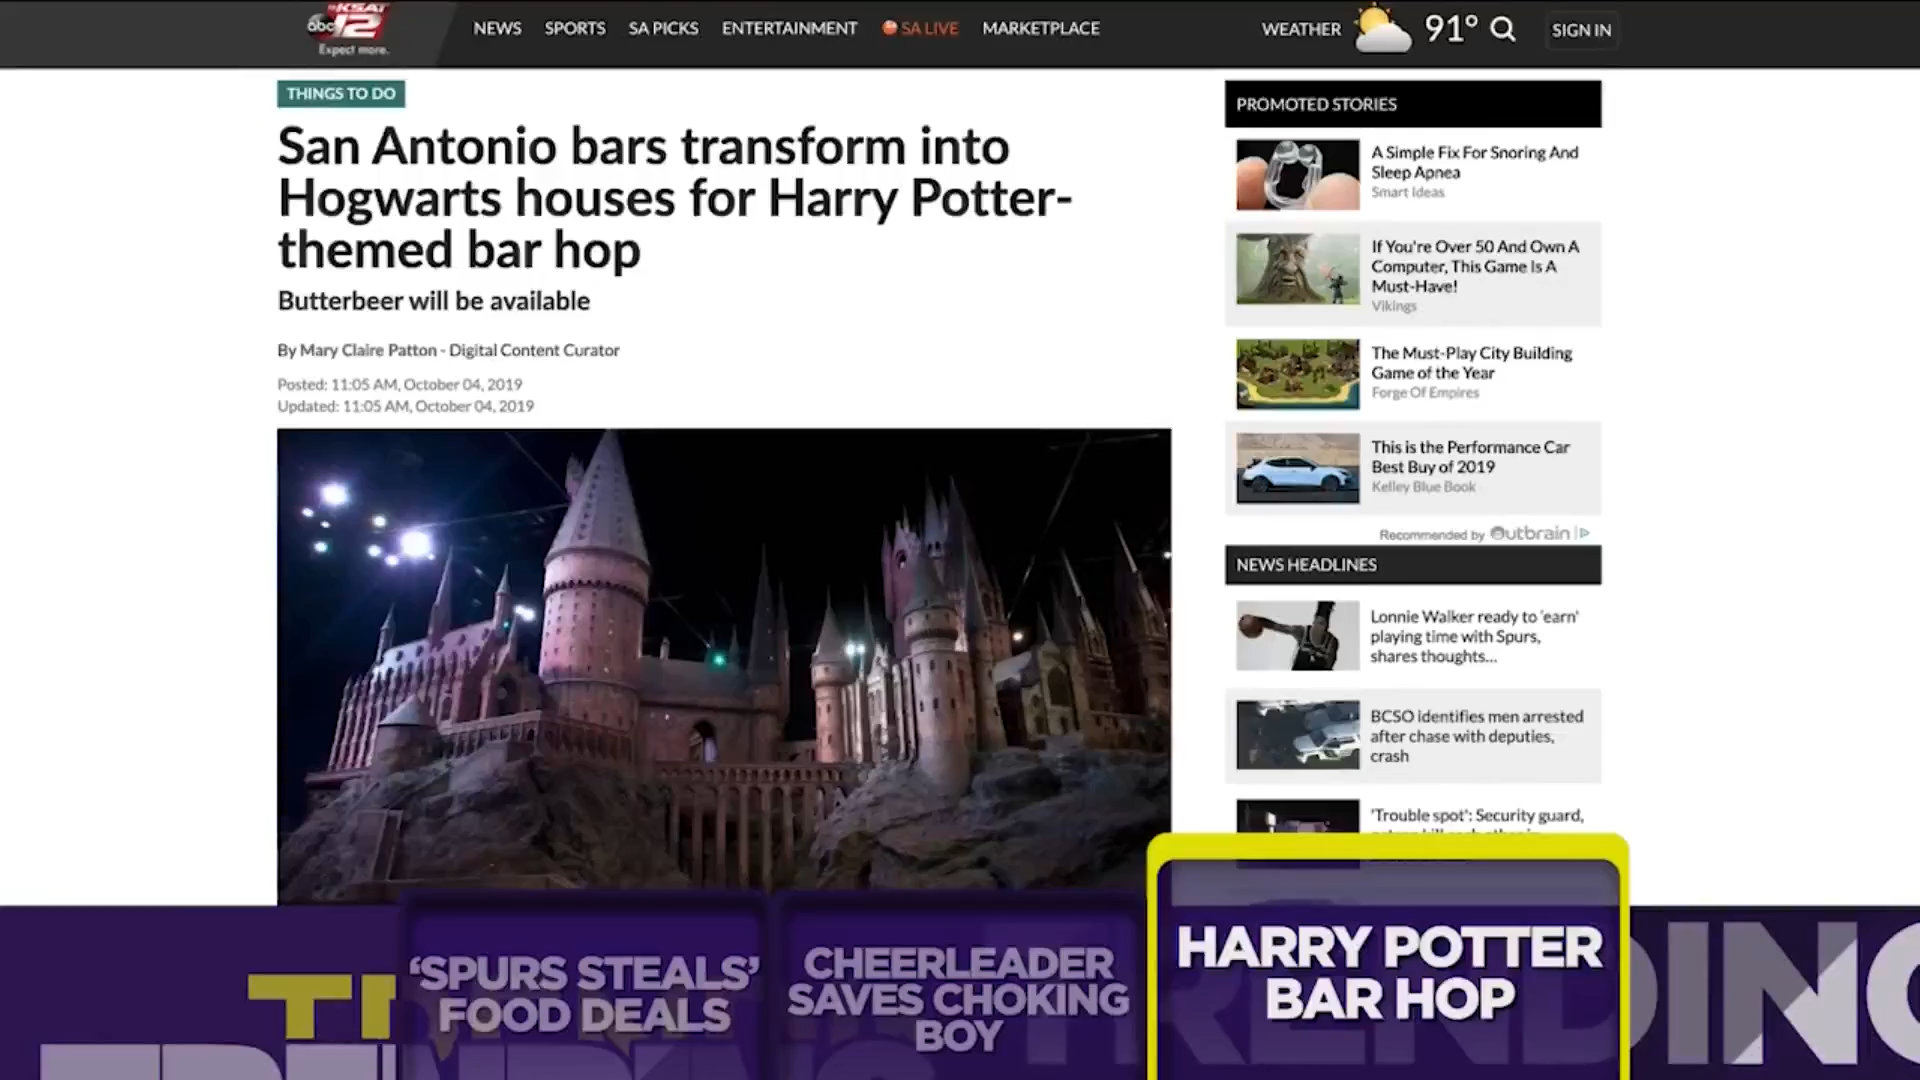 KSAT
abc 12
Expect more.
NEWS SPORTS SA PICKS ENTERTAINMENT SA LIVE MARKETPLACE
WEATHER 91° SIGN IN
THINGS TO DO
San Antonio bars transform into
Hogwarts houses for Harry Potter-
themed bar hop
Butterbeer will be available
By Mary Claire Patton - Digital Content Curator
Posted: 11:05 AM, October 04, 2019
Updated: 11:05 AM, October 04, 2019
PROMOTED STORIES
A Simple Fix For Snoring And
Sleep Apnea
Smart Ideas
If You're Over 50 And Own A
Computer, This Game Is A
Must-Have!
Vikings
The Must-Play City Building
Game of the Year
Forge Of Empires
This is the Performance Car
Best Buy of 2019
Kelley Blue Book
Recommended by Outbrain
NEWS HEADLINES
Lonnie Walker ready to 'earn'
playing time with Spurs,
shares thoughts...
BCSO identifies men arrested
after chase with deputies,
crash
'Trouble spot': Security guard,
'SPURS STEALS'
FOOD DEALS
CHEERLEADER
SAVES CHOKING
BOY
HARRY POTTER
BAR HOP
TRENDING